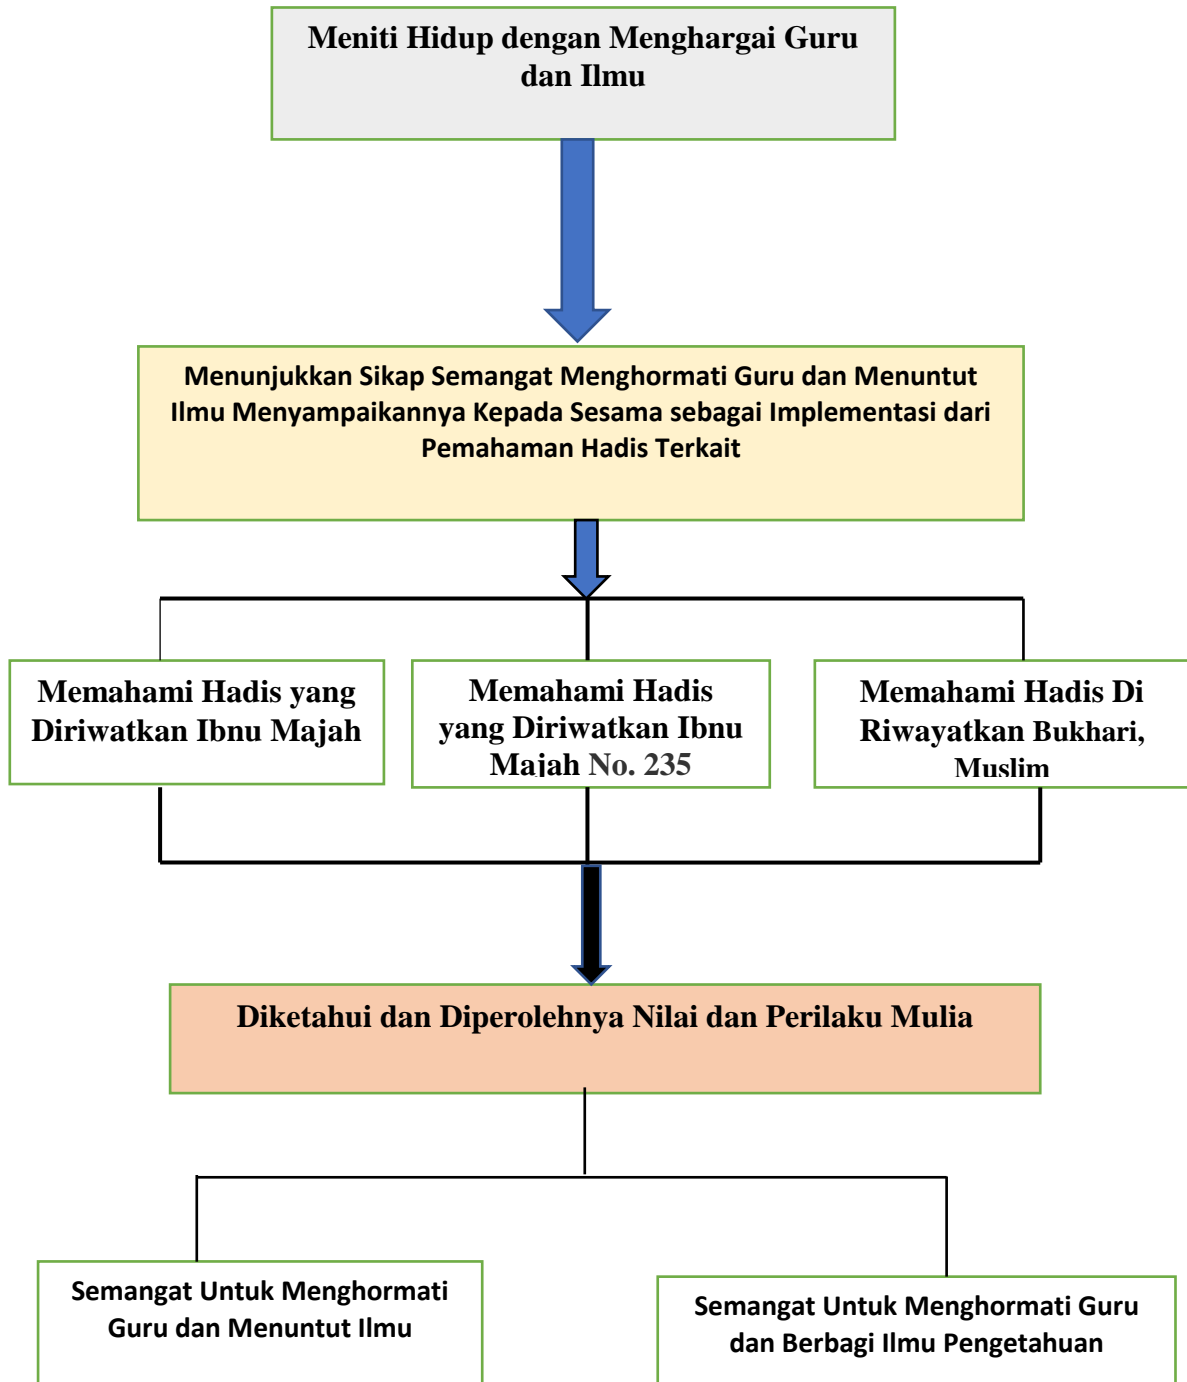 Meniti Hidup dengan Menghargai Guru
dan Ilmu
Menunjukkan Sikap Semangat Menghormati Guru dan Menuntut
Ilmu Menyampaikannya Kepada Sesama sebagai Implementasi dari
Pemahaman Hadis Terkait
Memahami Hadis yang
Diriwatkan Ibnu Majah
Memahami Hadis
yang Diriwatkan Ibnu
Majah No. 235
Memahami Hadis Di
Riwayatkan Bukhari,
Muslim
Diketahui dan Diperolehnya Nilai dan Perilaku Mulia
Semangat Untuk Menghormati
Guru dan Menuntut Ilmu
Semangat Untuk Menghormati Guru
dan Berbagi Ilmu Pengetahuan